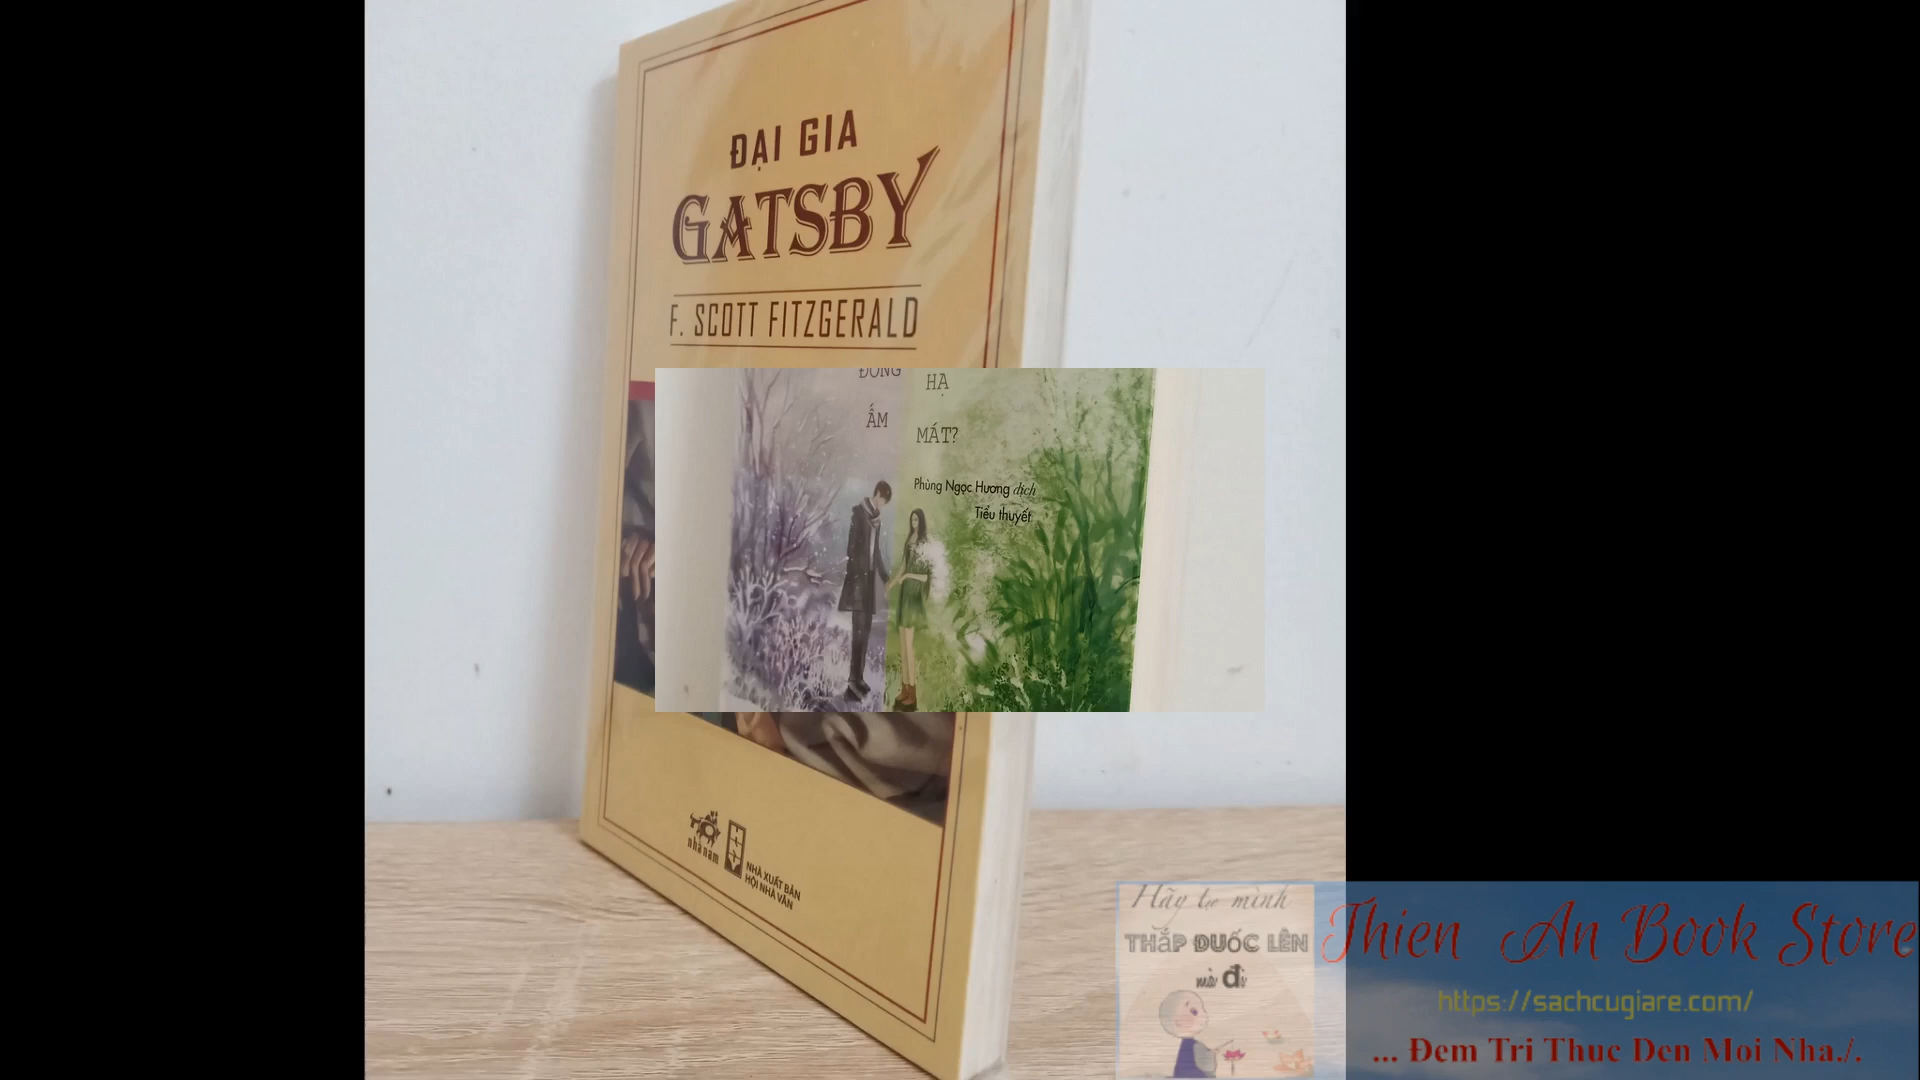 ĐẠI GIA
GATSBY
F. SCOTT FITZGERALD
ĐÔNG
ẤM
HẠ
MÁT?
Phùng Ngọc Hương dịch
Tiểu thuyết
nhã nam
NHÀ XUẤT BẢN
HỘI NHÀ VĂN
Hãy tự mình
THẮP ĐUỐC LÊN
mà đi
Thien An Book Store
https://sachcugiare.com/
... Đem Tri Thuc Den Moi Nha./.